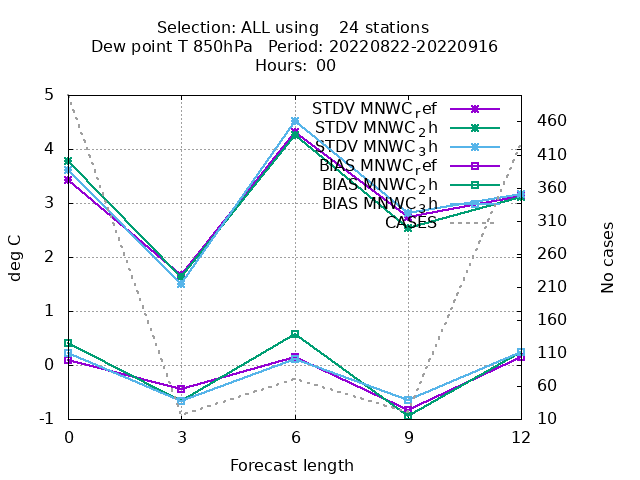 Selection: ALL using    24 stations
Dew point T 850hPa   Period: 20220822-20220916
Hours:  00
STDV MNWC_ref
STDV MNWC_2h
STDV MNWC_3h
BIAS MNWC_ref
BIAS MNWC_2h
BIAS MNWC_3h
CASES
deg C
5
4
3
2
1
0
-1
460
410
360
310
260
210
160
110
60
10
No cases
0 3 6 9 12
Forecast length